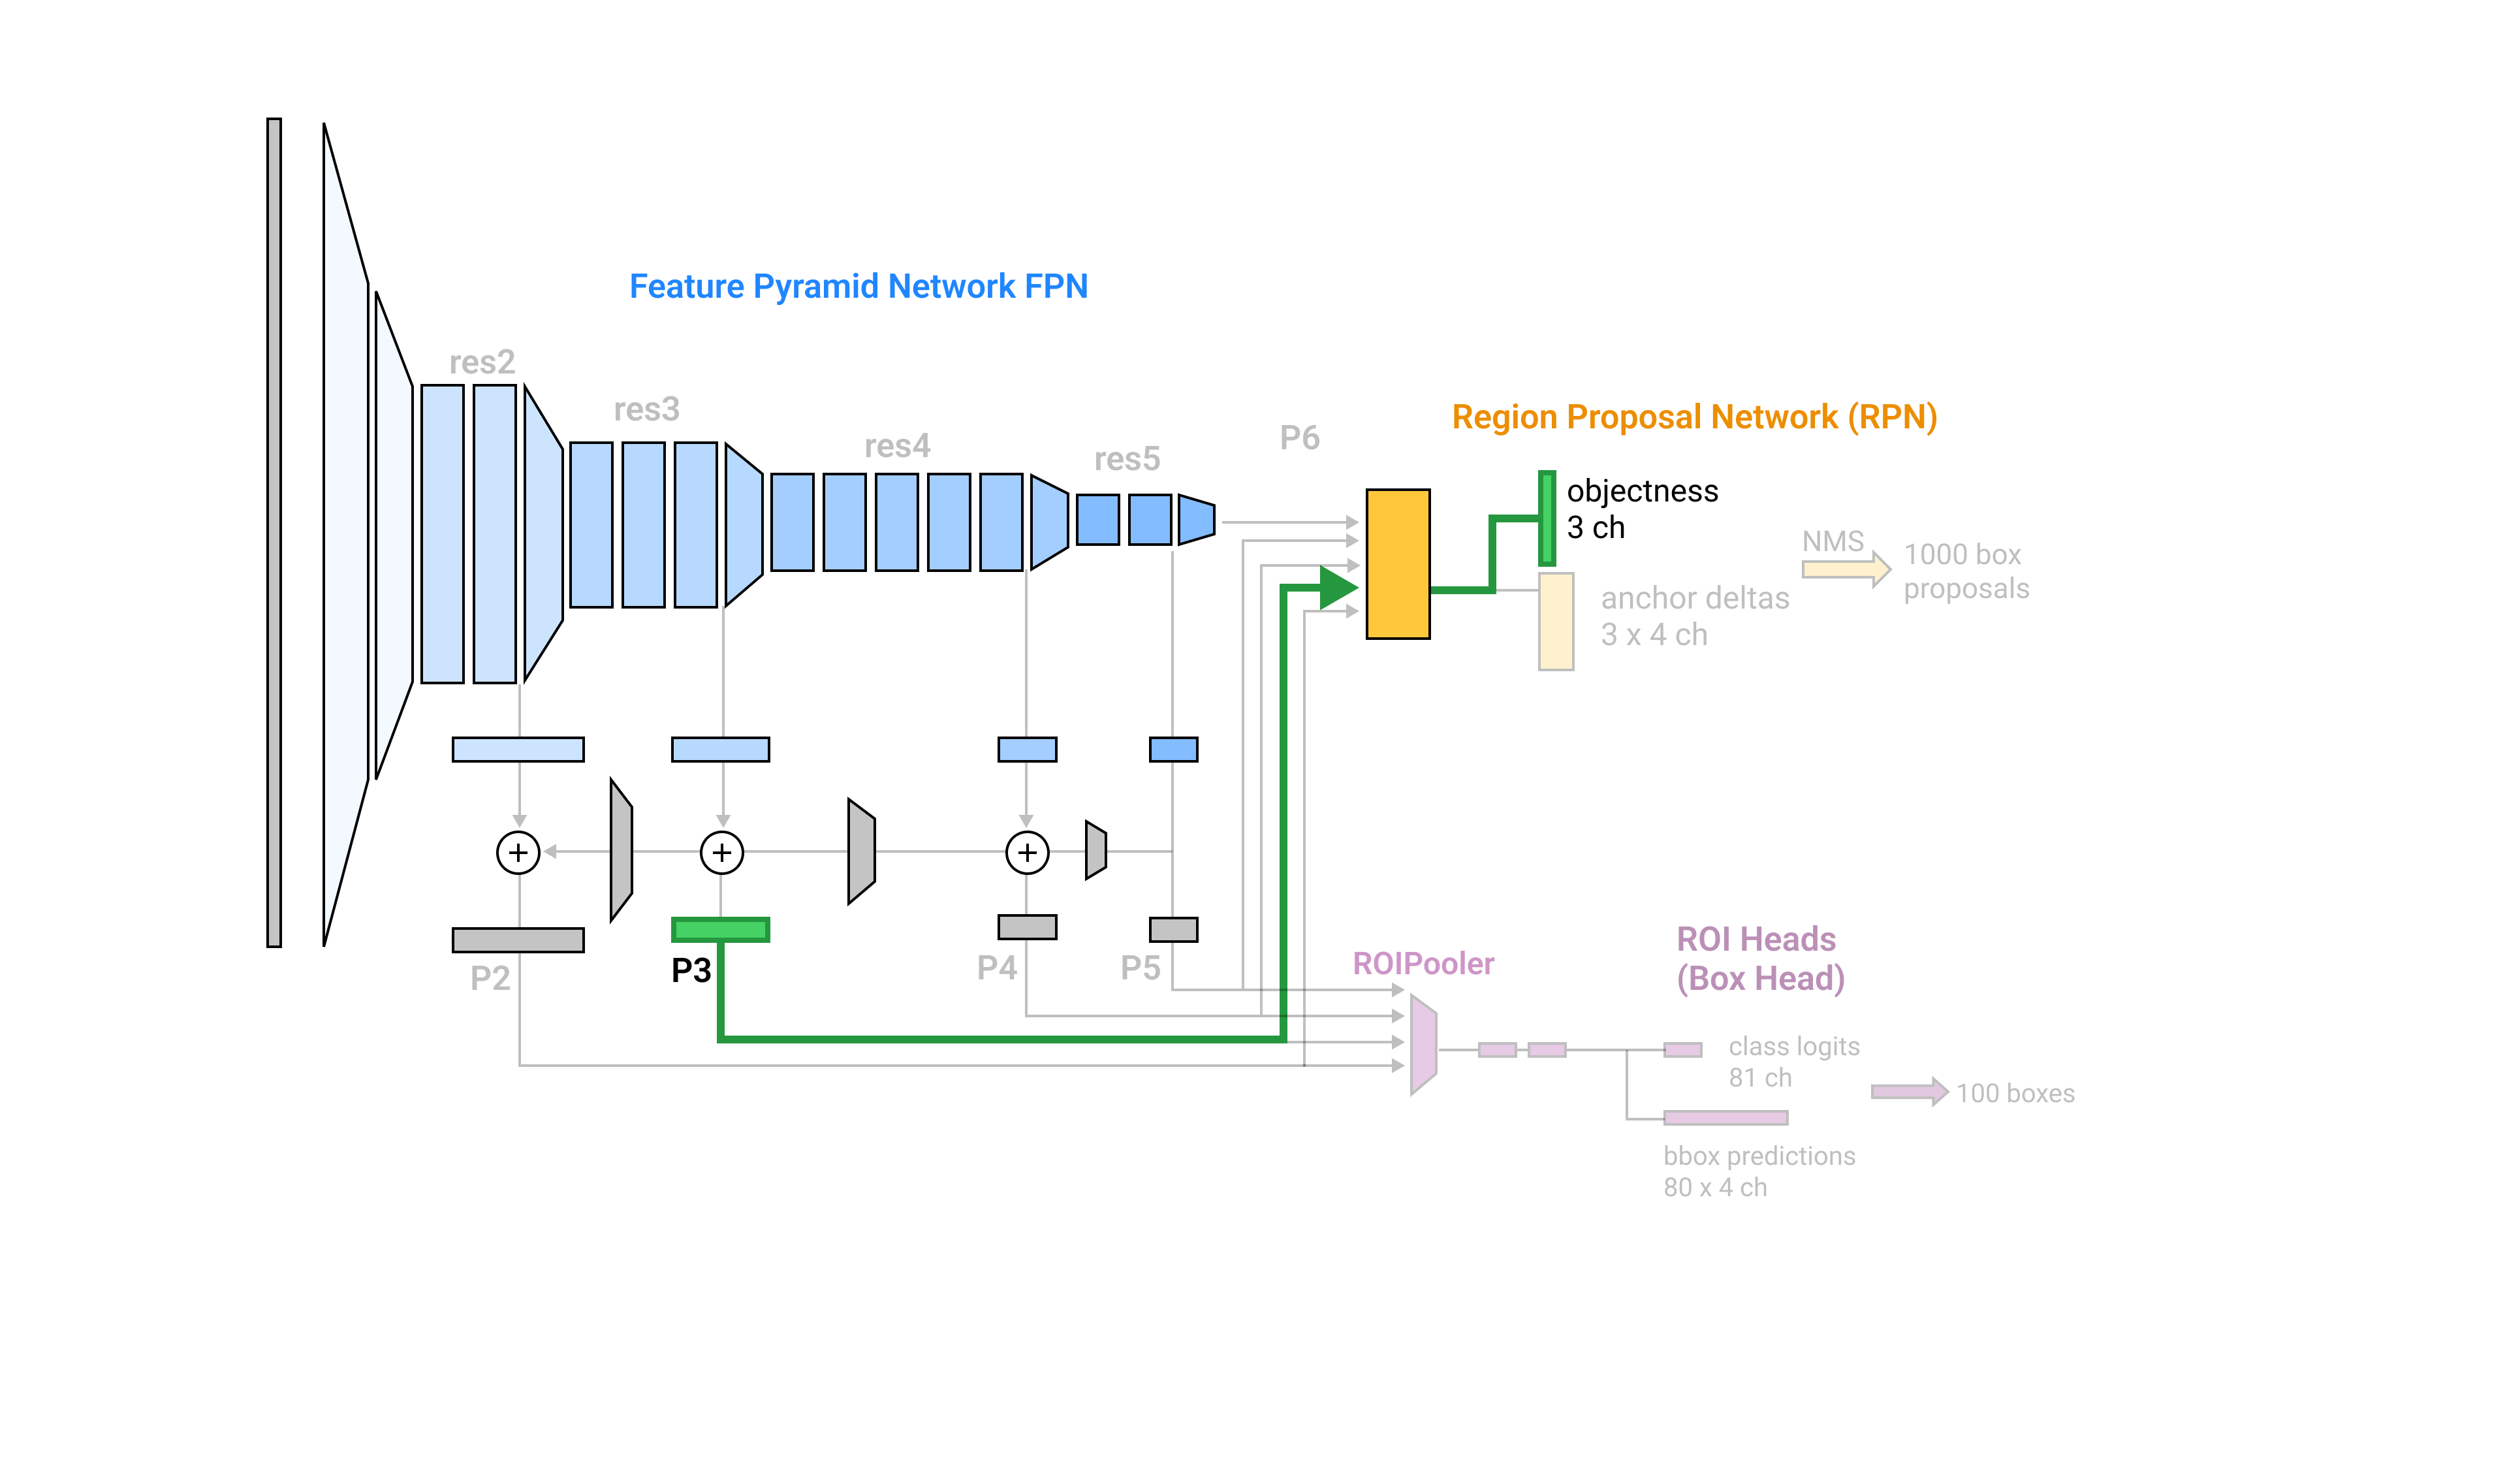 Feature Pyramid Network FPN
res2
res3
res4
res5
P6
Region Proposal Network (RPN)
objectness
3 ch
NMS
1000 box
proposals
anchor deltas
3 x 4 ch
+
+
+
P2
P3
P4
P5
ROIPooler
ROI Heads
(Box Head)
class logits
81 ch
100 boxes
bbox predictions
80 x 4 ch